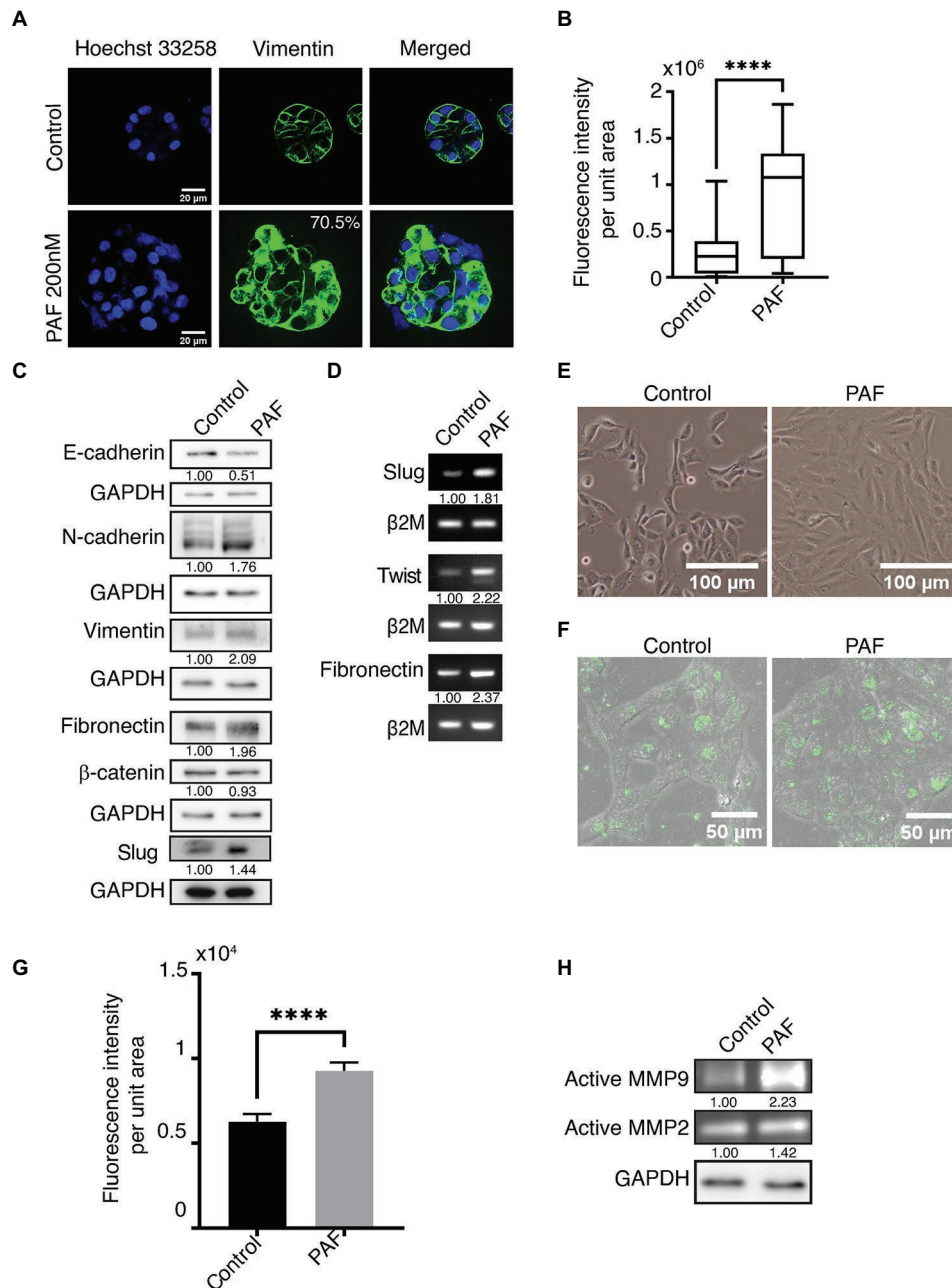 A
Hoechst 33258 Vimentin Merged
Control
20 µm
PAF 200nM
70.5%
20 µm
B
x10⁶
****
2
1.5
1
0.5
0
Fluorescence intensity
per unit area
Control PAF
C
Control PAF
E-cadherin
1.00 0.51
GAPDH
N-cadherin
1.00 1.76
GAPDH
Vimentin
1.00 2.09
GAPDH
Fibronectin
1.00 1.96
β-catenin
1.00 0.93
GAPDH
Slug
1.00 1.44
GAPDH
D
Control PAF
Slug
1.00 1.81
β2M
Twist
1.00 2.22
β2M
Fibronectin
1.00 2.37
β2M
E
Control PAF
100 µm 100 µm
F
Control PAF
50 µm 50 µm
G
x10⁴
1.5
1
0.5
0
****
Fluorescence intensity
per unit area
Control PAF
H
Control PAF
Active MMP9
1.00 2.23
Active MMP2
1.00 1.42
GAPDH